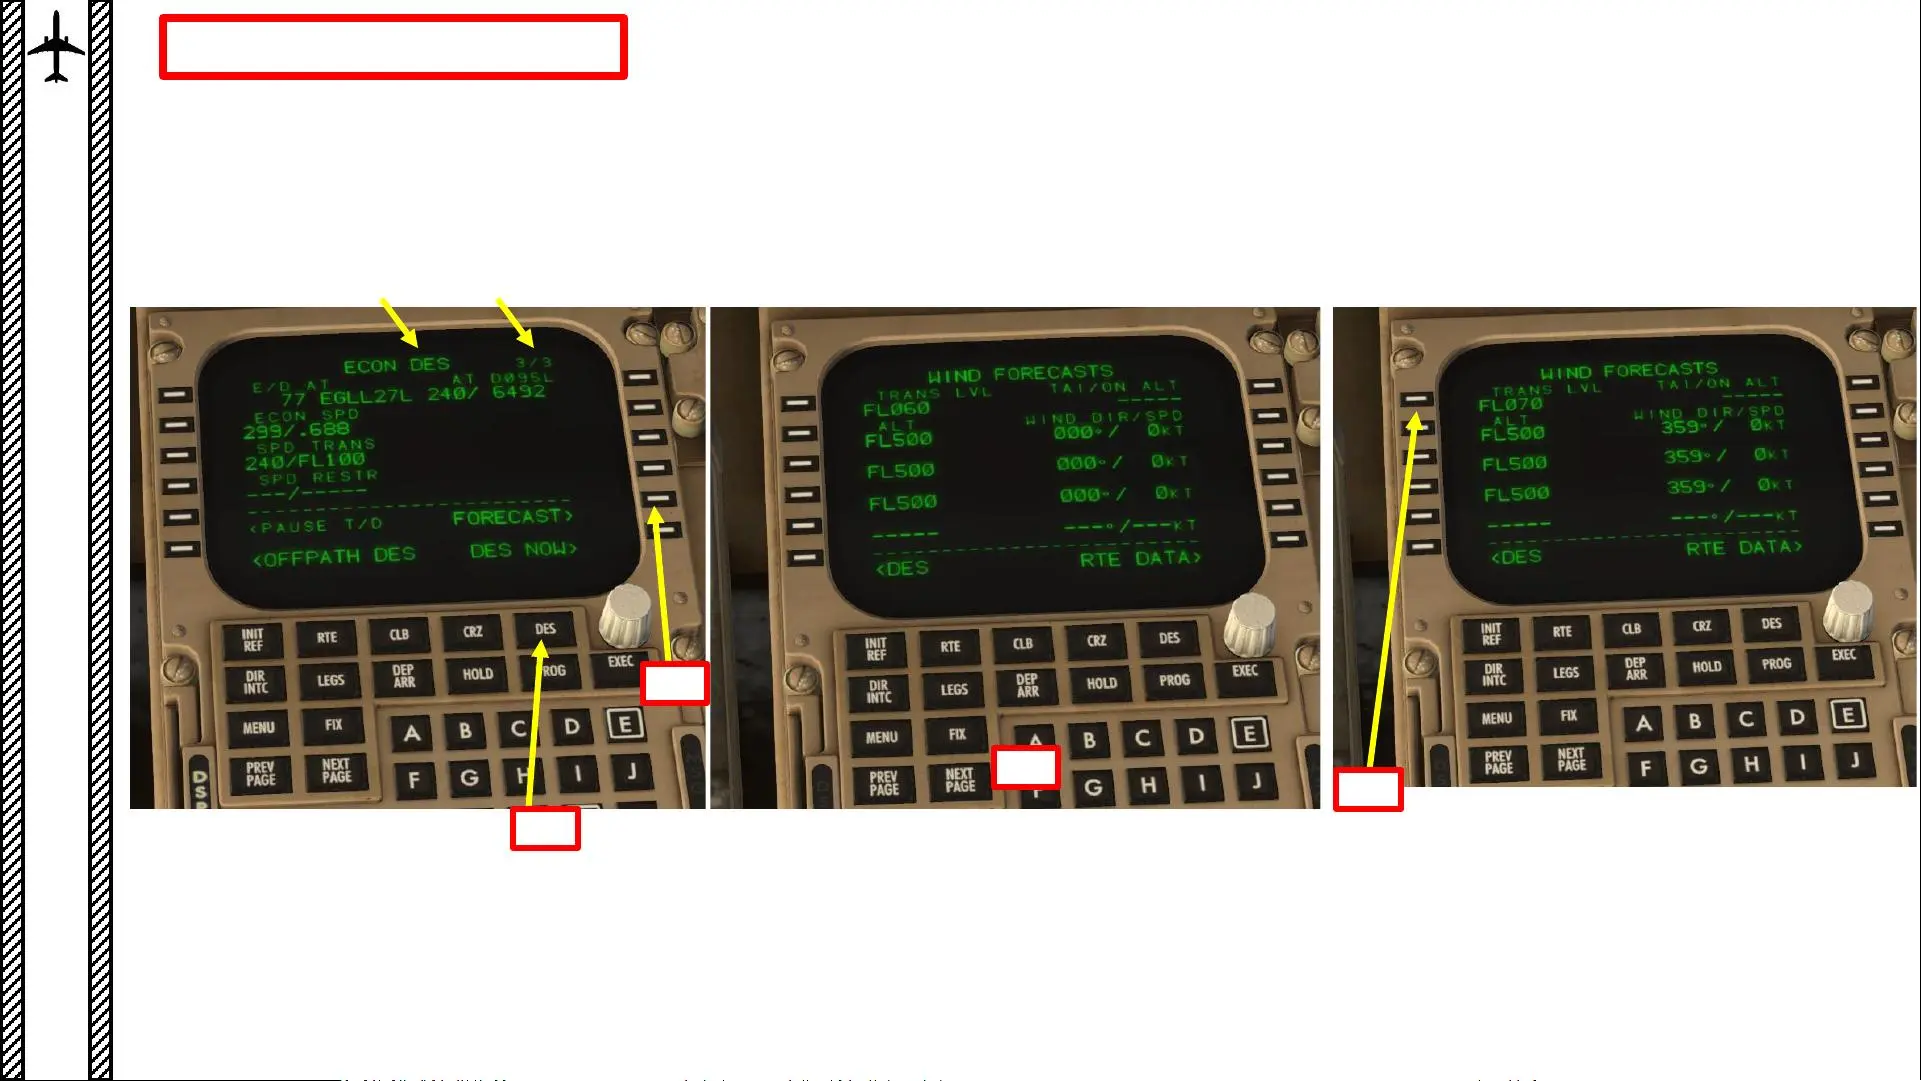 ECON DES 3/3
E/D AT AT D095L
77 EGLL27L 240/ 6492
ECON SPD
299/.688
SPD TRANS
240/FL100
SPD RESTR
---/-----
<PAUSE T/D FORECAST>
<OFFPATH DES DES NOW>
INIT REF RTE CLB CRZ DES
DIR INTC LEGS DEP ARR HOLD EXEC
MENU FIX A B C D E
PREV PAGE NEXT PAGE F G H I J
WIND FORECASTS
TRANS LVL TAI/ON ALT
FL060 -----
ALT WIND DIR/SPD
FL500 000°/ 0KT
FL500 000°/ 0KT
FL500 000°/ 0KT
----- ---°/---KT
<DES RTE DATA>
INIT REF RTE CLB CRZ DES
DIR INTC LEGS DEP ARR HOLD PROG EXEC
MENU FIX A B C D E
PREV PAGE NEXT PAGE G H I J
WIND FORECASTS
TRANS LVL TAI/ON ALT
FL070 -----
ALT WIND DIR/SPD
FL500 359°/ 0KT
FL500 359°/ 0KT
FL500 359°/ 0KT
----- ---°/---KT
<DES RTE DATA>
INIT REF RTE CLB CRZ DES
DIR INTC LEGS DEP ARR HOLD PROG EXEC
MENU FIX A B C D E
PREV PAGE NEXT PAGE F G H I J